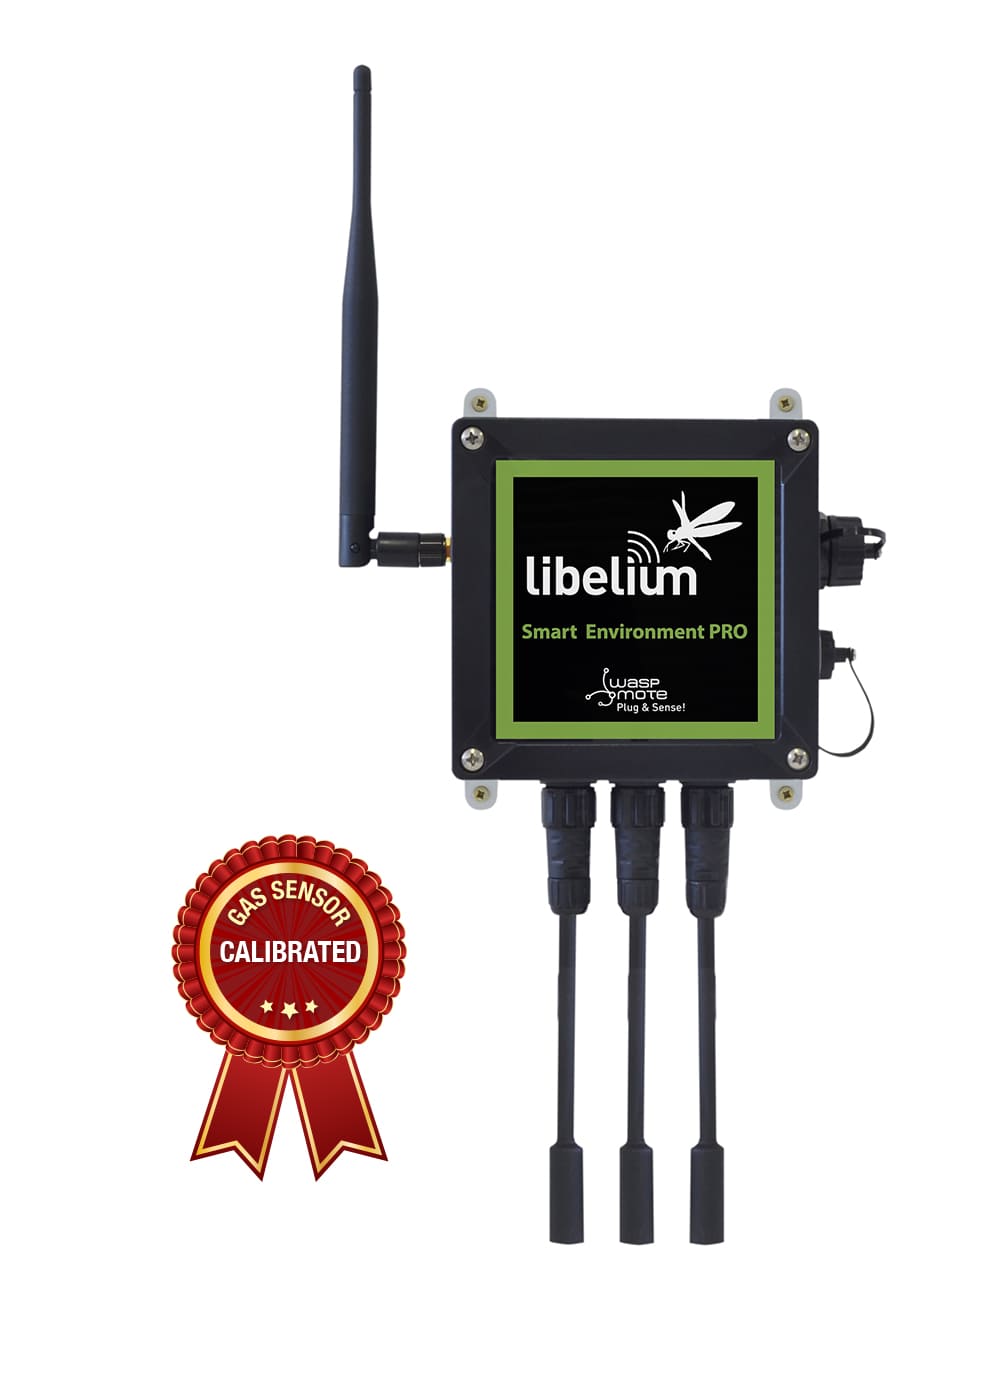 libelium
Smart Environment PRO
wasp
mote
Plug & Sense!
GAS SENSOR
CALIBRATED